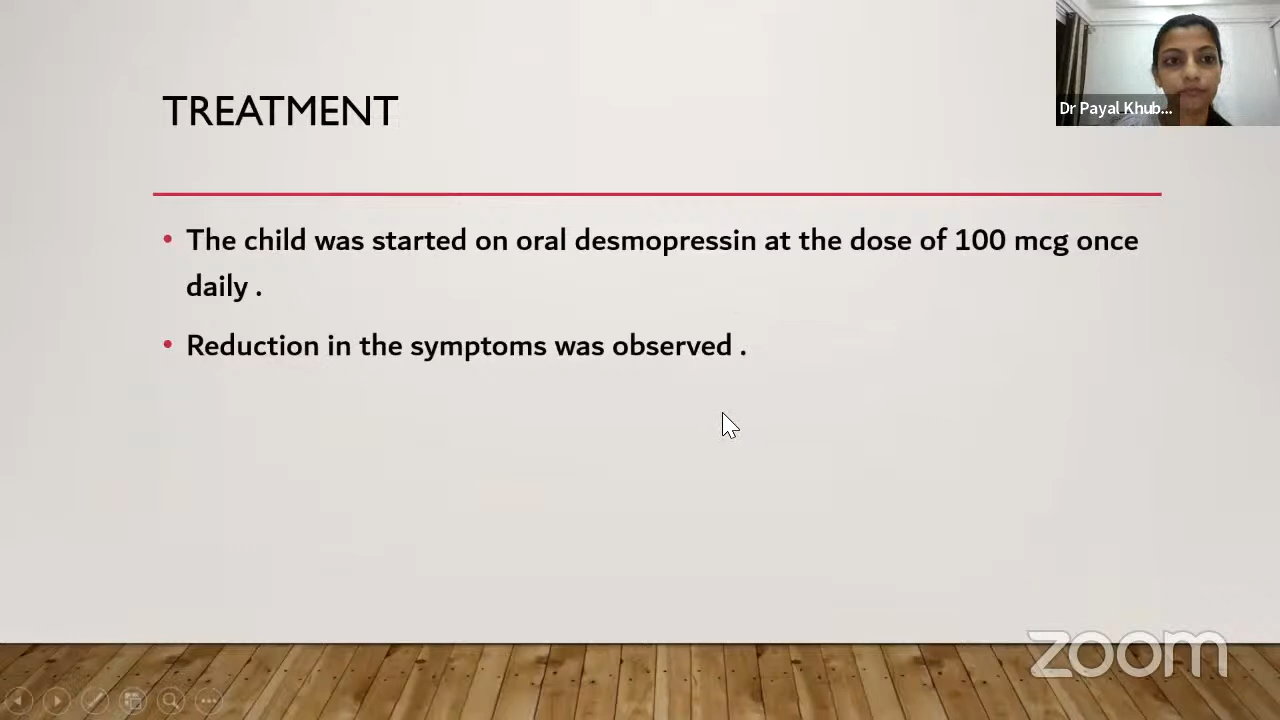 Dr Payal Khub...
TREATMENT
• The child was started on oral desmopressin at the dose of 100 mcg once
daily .
• Reduction in the symptoms was observed .
zoom